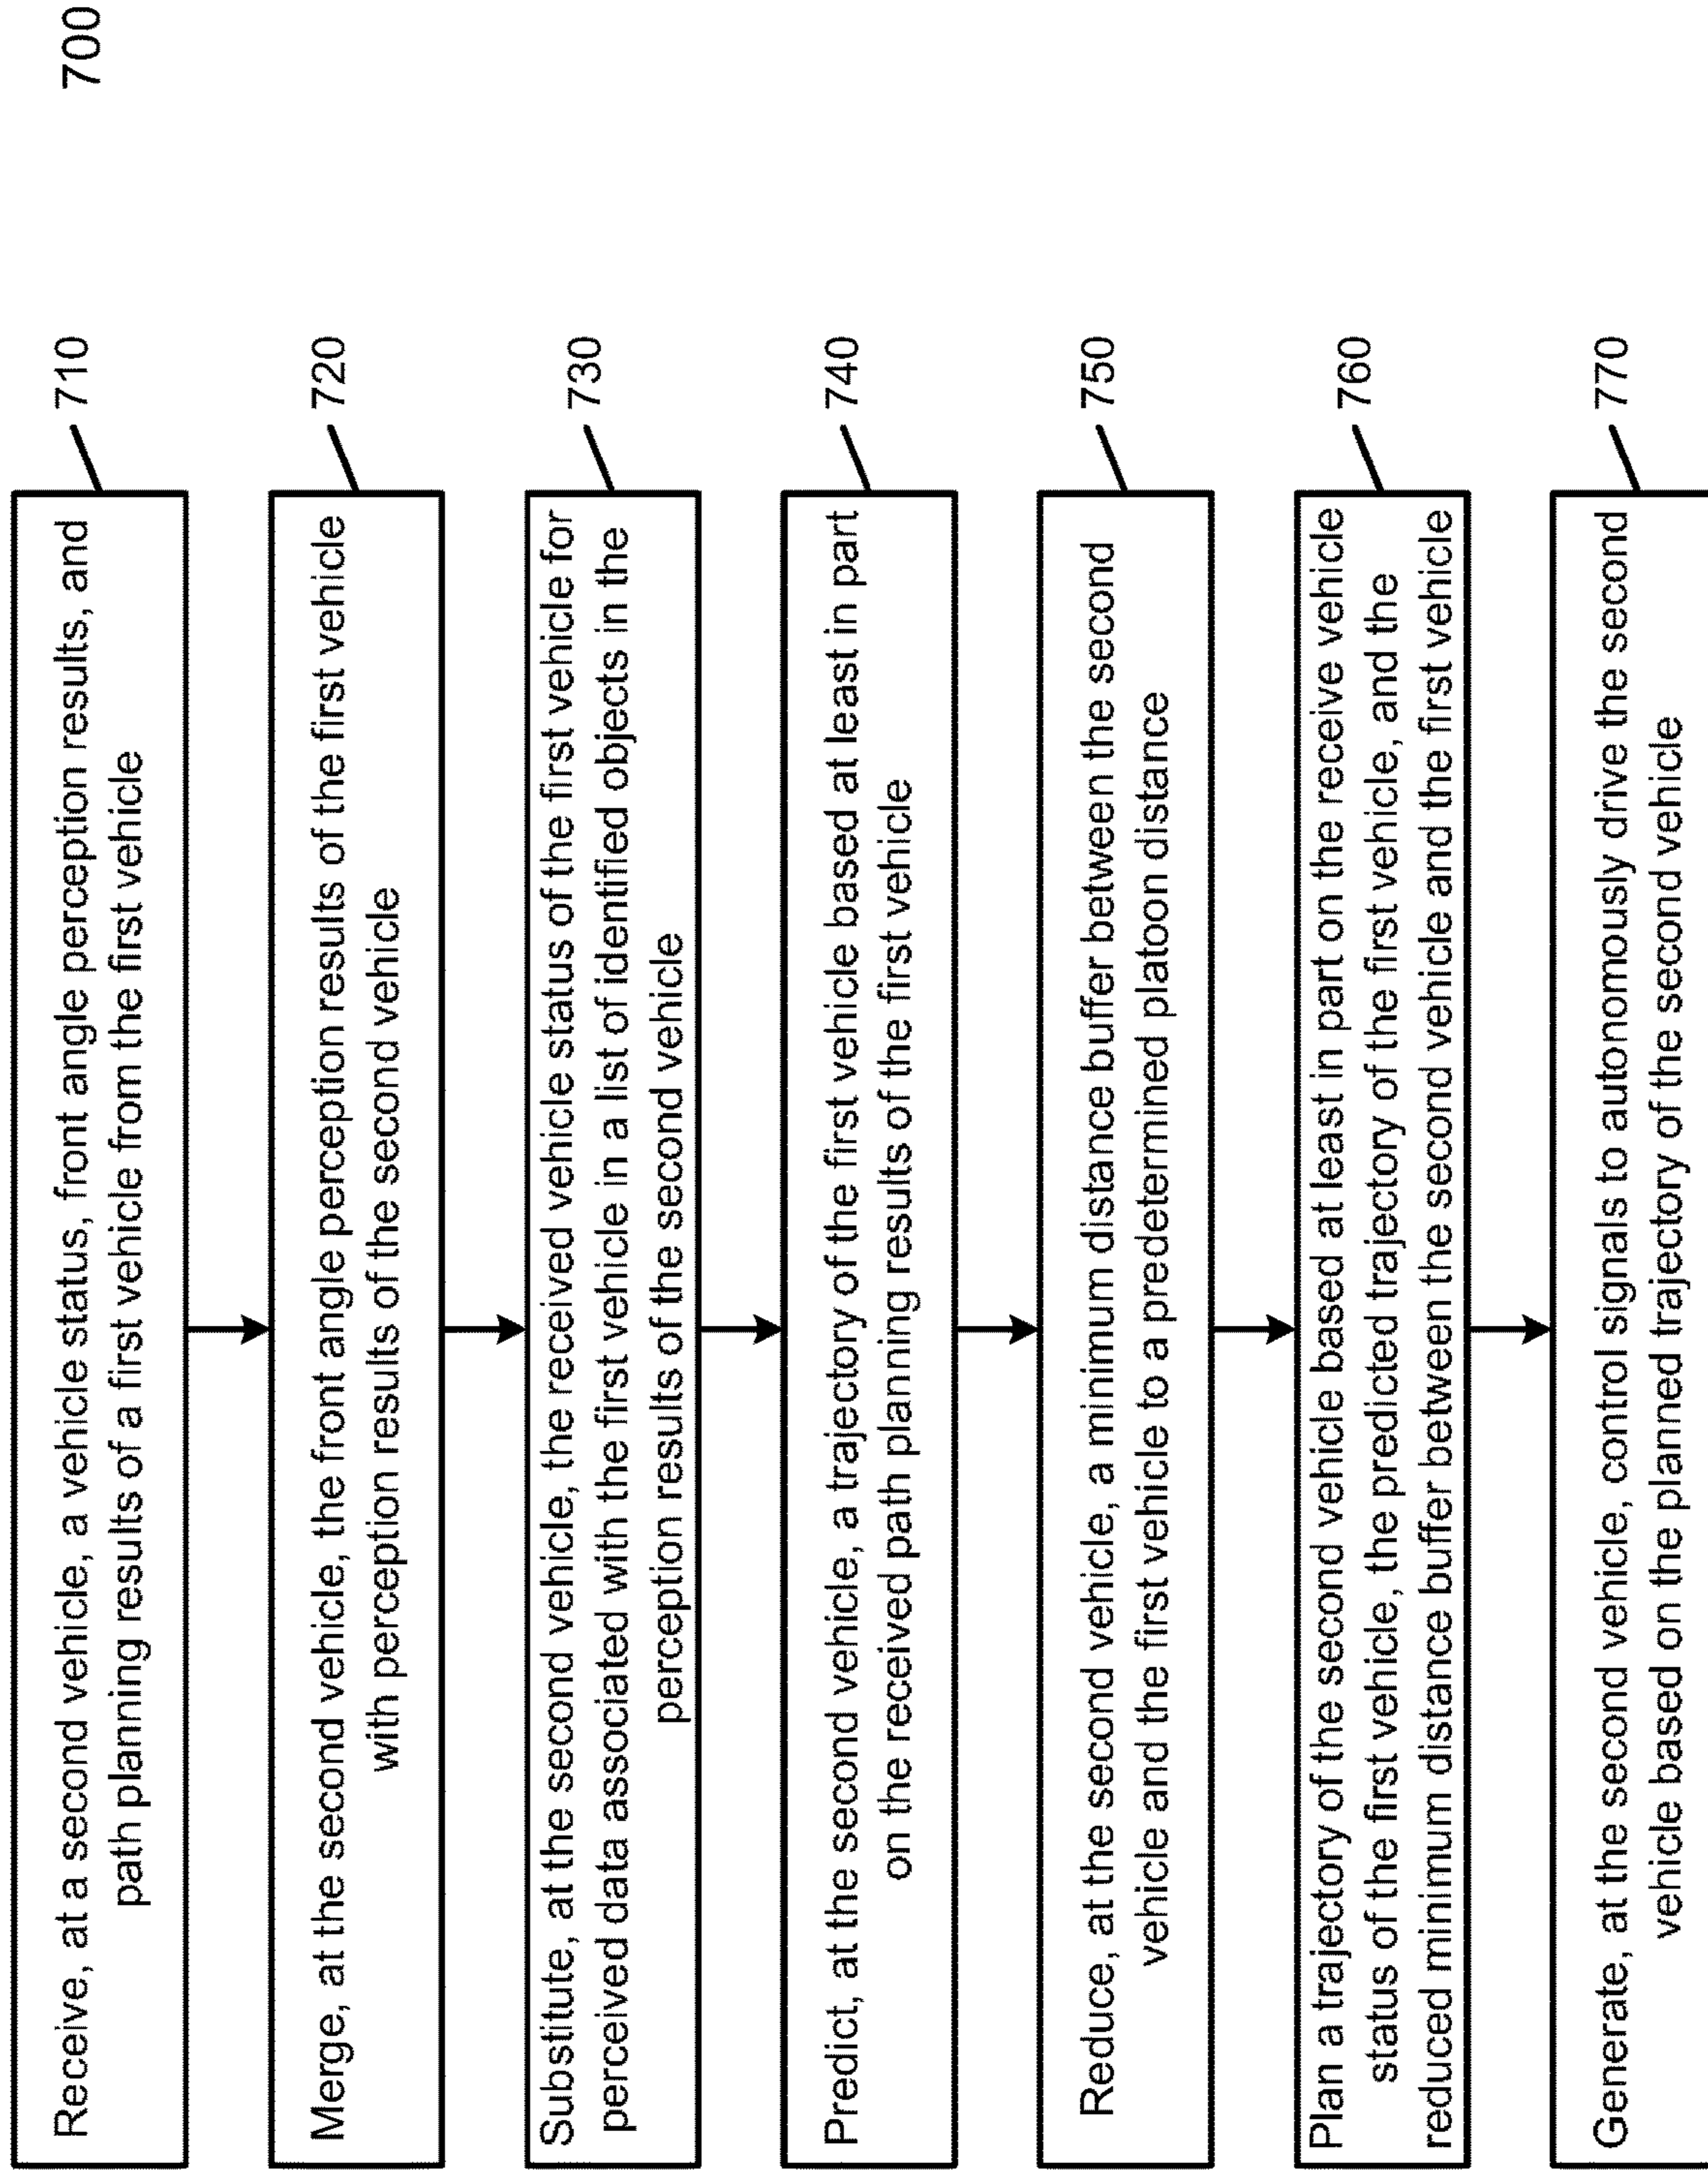 700
Receive, at a second vehicle, a vehicle status, front angle perception results, and
path planning results of a first vehicle from the first vehicle
710
Merge, at the second vehicle, the front angle perception results of the first vehicle
with perception results of the second vehicle
720
Substitute, at the second vehicle, the received vehicle status of the first vehicle for
perceived data associated with the first vehicle in a list of identified objects in the
perception results of the second vehicle
730
Predict, at the second vehicle, a trajectory of the first vehicle based at least in part
on the received path planning results of the first vehicle
740
Reduce, at the second vehicle, a minimum distance buffer between the second
vehicle and the first vehicle to a predetermined platoon distance
750
Plan a trajectory of the second vehicle based at least in part on the receive vehicle
status of the first vehicle, the predicted trajectory of the first vehicle, and the
reduced minimum distance buffer between the second vehicle and the first vehicle
760
Generate, at the second vehicle, control signals to autonomously drive the second
vehicle based on the planned trajectory of the second vehicle
770